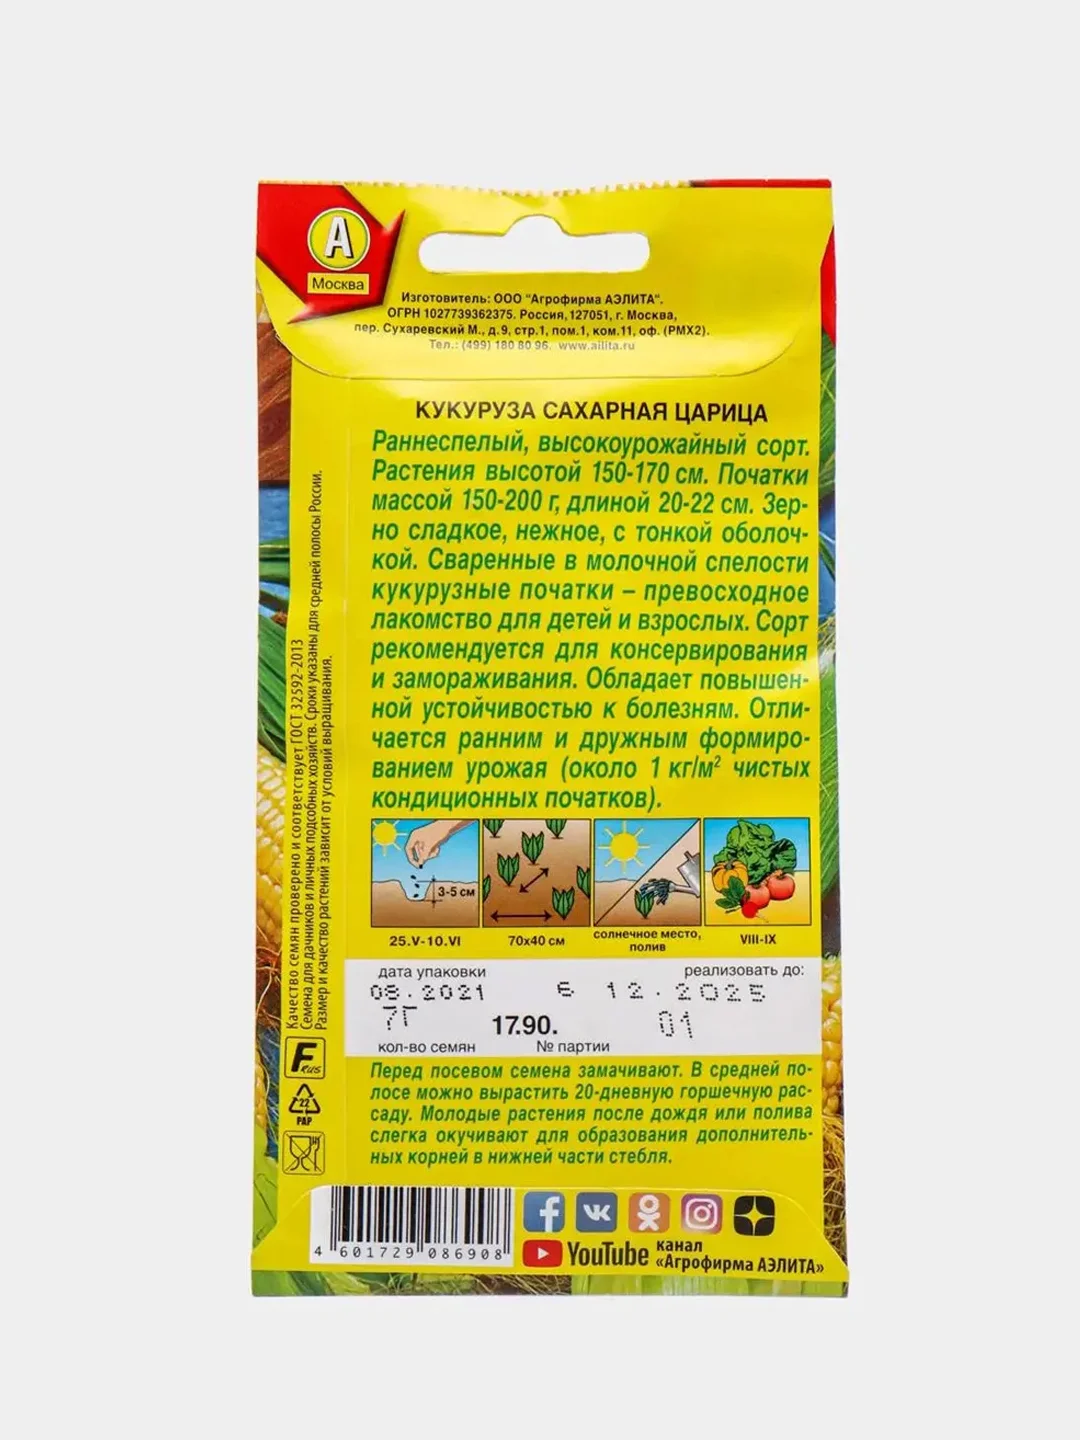 А
Москва
Изготовитель: ООО "Агрофирма АЭЛИТА".
ОГРН 1027739362375. Россия,127051, г. Москва,
пер. Сухаревский М., д.9, стр.1, пом.1, ком.11, оф. (РМХ2).
Тел.: (499) 180 80 96. www.ailita.ru
КУКУРУЗА САХАРНАЯ ЦАРИЦА
Раннеспелый, высокоурожайный сорт.
Растения высотой 150-170 см. Початки
массой 150-200 г, длиной 20-22 см. Зер-
но сладкое, нежное, с тонкой оболоч-
кой. Сваренные в молочной спелости
кукурузные початки – превосходное
лакомство для детей и взрослых. Сорт
рекомендуется для консервирования
и замораживания. Обладает повышен-
ной устойчивостью к болезням. Отли-
чается ранним и дружным формиро-
ванием урожая (около 1 кг/м² чистых
кондиционных початков).
Качество семян проверено и соответствует ГОСТ 32592-2013
Семена для дачников и личных подсобных хозяйств. Сроки указаны для средней полосы России.
Размер и качество растений зависит от условий выращивания.
3-5 см
25.V-10.VI
70х40 см
солнечное место,
полив
VIII-IX
дата упаковки
реализовать до:
08.2021 6 12.2025
7Г 17.90. 01
кол-во семян
№ партии
F RUS
22
PAP
Перед посевом семена замачивают. В средней по-
лосе можно вырастить 20-дневную горшечную рас-
саду. Молодые растения после дождя или полива
слегка окучивают для образования дополнитель-
ных корней в нижней части стебля.
4 601729 086908
YouTube канал
«Агрофирма АЭЛИТА»